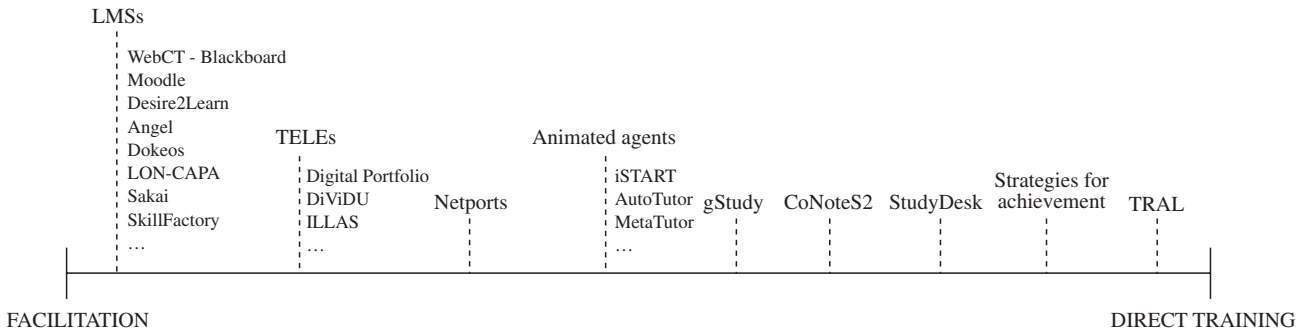 LMSs
WebCT - Blackboard
Moodle
Desire2Learn
Angel
Dokeos
LON-CAPA
Sakai
SkillFactory
…
TELEs
Digital Portfolio
DiViDU
ILLAS
…
Netports
Animated agents
iSTART
AutoTutor
MetaTutor
…
gStudy
CoNoteS2
StudyDesk
Strategies for
achievement
TRAL
FACILITATION
DIRECT TRAINING